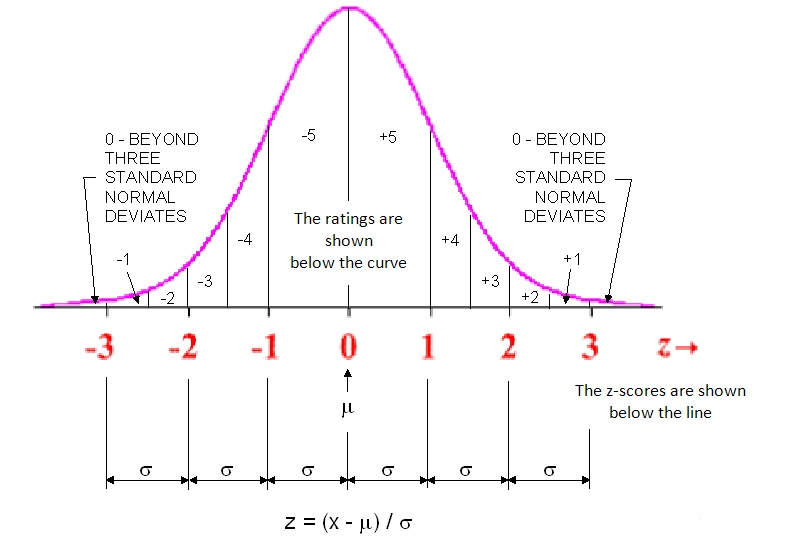 -5
+5
0 - BEYOND
THREE
STANDARD
NORMAL
DEVIATES
0 - BEYOND
THREE
STANDARD
NORMAL
DEVIATES
The ratings are
shown
below the curve
-4
+4
-1
+1
-3
+3
-2
+2
-3 -2 -1 0 1 2 3 z→
The z-scores are shown
below the line
μ
σ σ σ σ σ σ
z = (x - μ) / σ